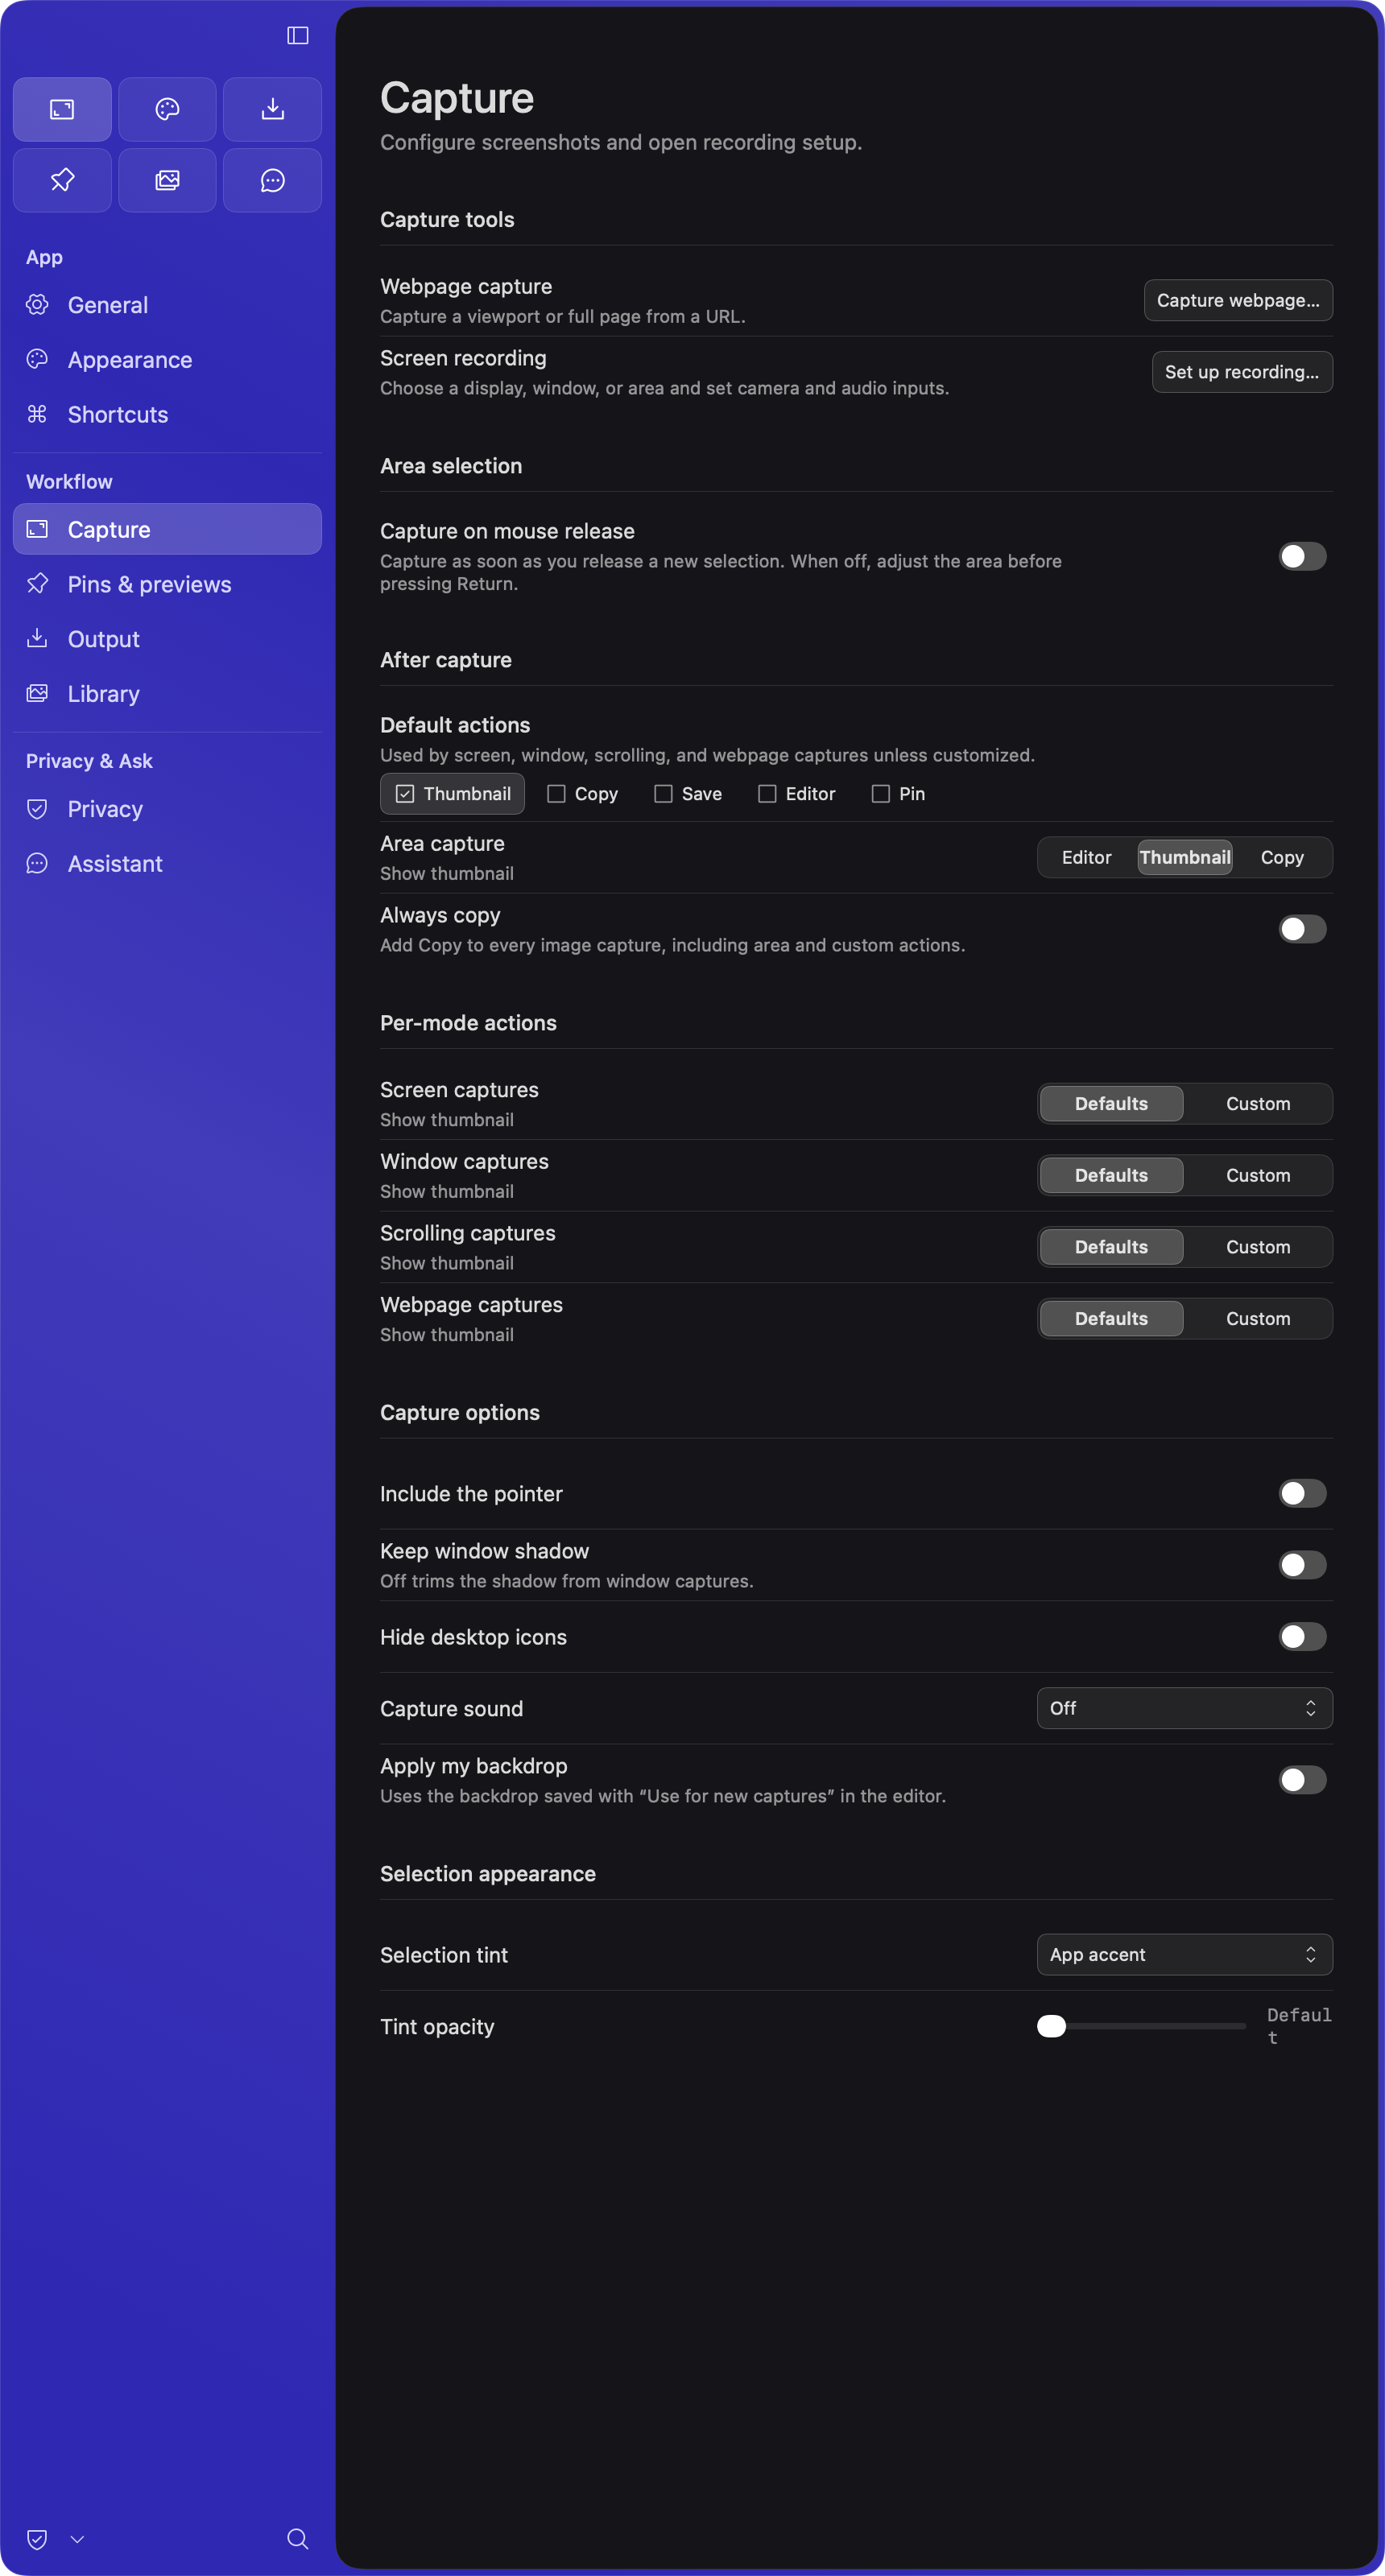 Capture
Configure screenshots and open recording setup.
App
General
Appearance
Shortcuts
Workflow
Capture
Pins & previews
Output
Library
Privacy & Ask
Privacy
Assistant
Capture tools
Webpage capture
Capture a viewport or full page from a URL.
Capture webpage...
Screen recording
Choose a display, window, or area and set camera and audio inputs.
Set up recording...
Area selection
Capture on mouse release
Capture as soon as you release a new selection. When off, adjust the area before
pressing Return.
After capture
Default actions
Used by screen, window, scrolling, and webpage captures unless customized.
Thumbnail Copy Save Editor Pin
Area capture
Show thumbnail
Editor Thumbnail Copy
Always copy
Add Copy to every image capture, including area and custom actions.
Per-mode actions
Screen captures
Show thumbnail
Defaults Custom
Window captures
Show thumbnail
Defaults Custom
Scrolling captures
Show thumbnail
Defaults Custom
Webpage captures
Show thumbnail
Defaults Custom
Capture options
Include the pointer
Keep window shadow
Off trims the shadow from window captures.
Hide desktop icons
Capture sound
Off
Apply my backdrop
Uses the backdrop saved with “Use for new captures” in the editor.
Selection appearance
Selection tint
App accent
Tint opacity
Defaul
t